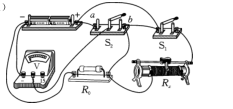 )
− +
a b
S₂ S₁
V
R₀ Rₓ